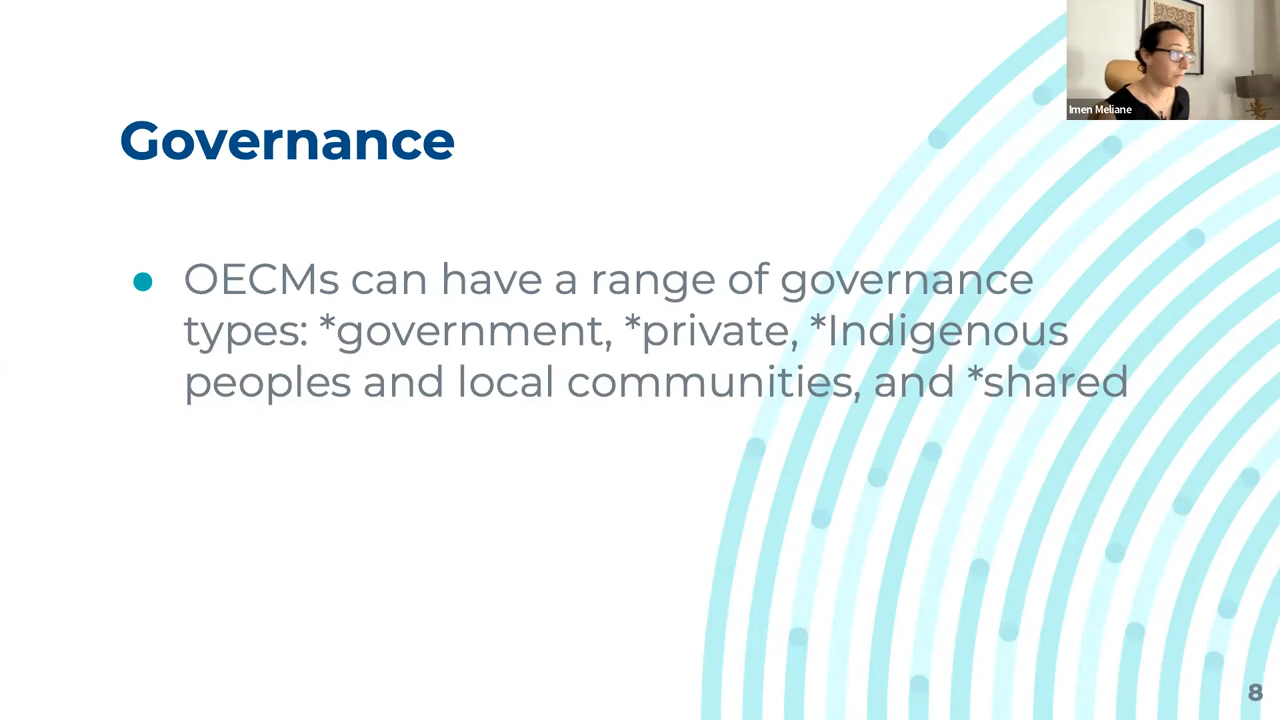 Imen Meliane
Governance
● OECMs can have a range of governance
types: *government, *private, *Indigenous
peoples and local communities, and *shared
8